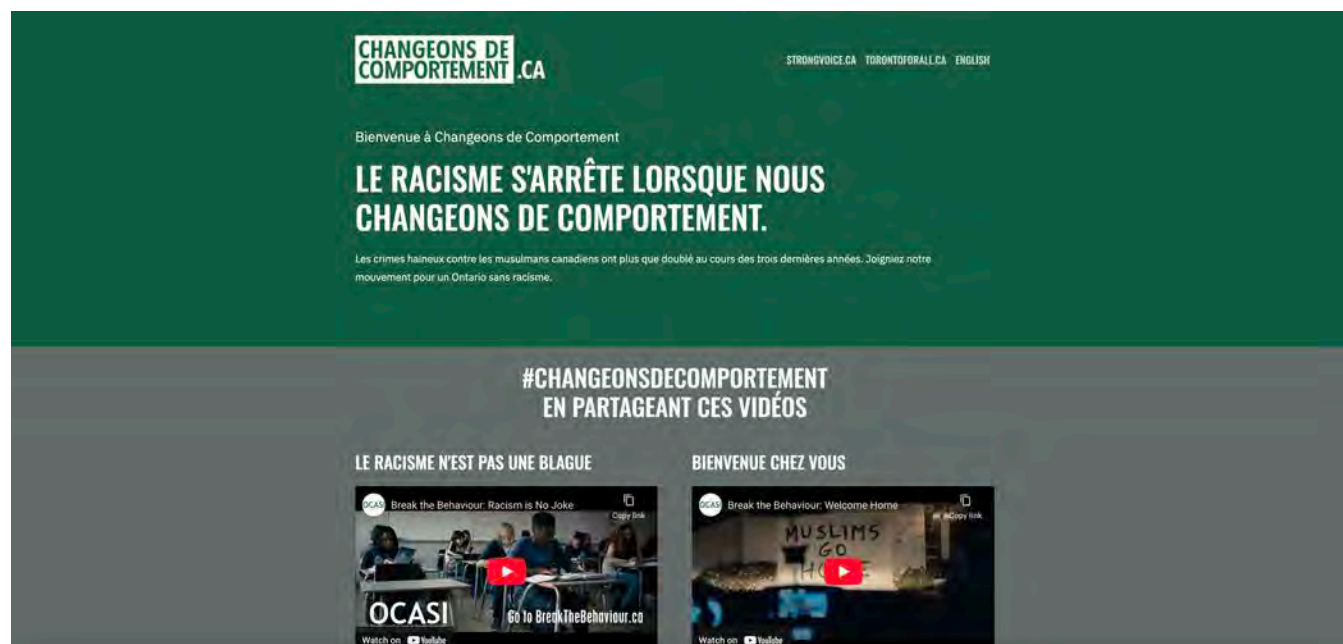 CHANGEONS DE
COMPORTEMENT .CA
STRONGVOICE.CA TORONTOFORALL.CA ENGLISH
Bienvenue à Changeons de Comportement
LE RACISME S'ARRÊTE LORSQUE NOUS
CHANGEONS DE COMPORTEMENT.
Les crimes haineux contre les musulmans canadiens ont plus que doublé au cours des trois dernières années. Joigniez notre
mouvement pour un Ontario sans racisme.
#CHANGEONSDECOMPORTEMENT
EN PARTAGEANT CES VIDÉOS
LE RACISME N'EST PAS UNE BLAGUE
OCASI Break the Behaviour: Racism is No Joke
Copy link
OCASI Go to BreakTheBehaviour.ca
Watch on YouTube
BIENVENUE CHEZ VOUS
OCASI Break the Behaviour: Welcome Home
Copy link
MUSLIMS
GO
Watch on YouTube